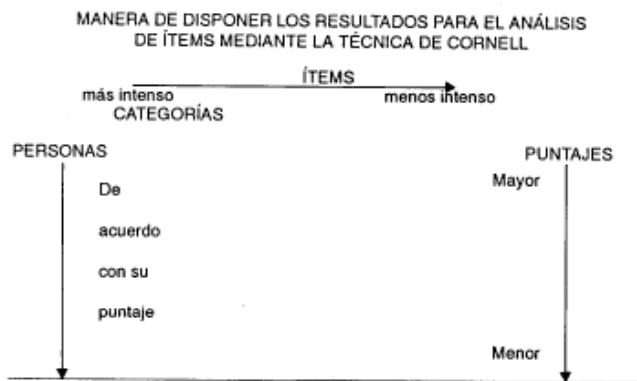 MANERA DE DISPONER LOS RESULTADOS PARA EL ANÁLISIS
DE ÍTEMS MEDIANTE LA TÉCNICA DE CORNELL
ÍTEMS
más intenso menos intenso
CATEGORÍAS
PERSONAS PUNTAJES
De Mayor
acuerdo
con su
puntaje
Menor